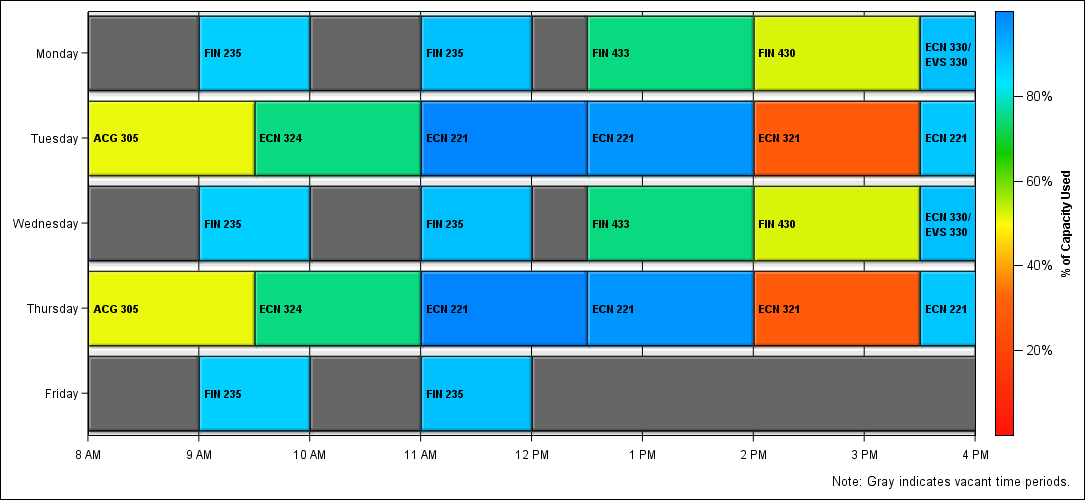 Monday
FIN 235
FIN 235
FIN 433
FIN 430
ECN 330/
EVS 330
Tuesday
ACG 305
ECN 324
ECN 221
ECN 221
ECN 321
ECN 221
Wednesday
FIN 235
FIN 235
FIN 433
FIN 430
ECN 330/
EVS 330
Thursday
ACG 305
ECN 324
ECN 221
ECN 221
ECN 321
ECN 221
Friday
FIN 235
FIN 235
8 AM
9 AM
10 AM
11 AM
12 PM
1 PM
2 PM
3 PM
4 PM
80%
60%
40%
20%
% of Capacity Used
Note: Gray indicates vacant time periods.